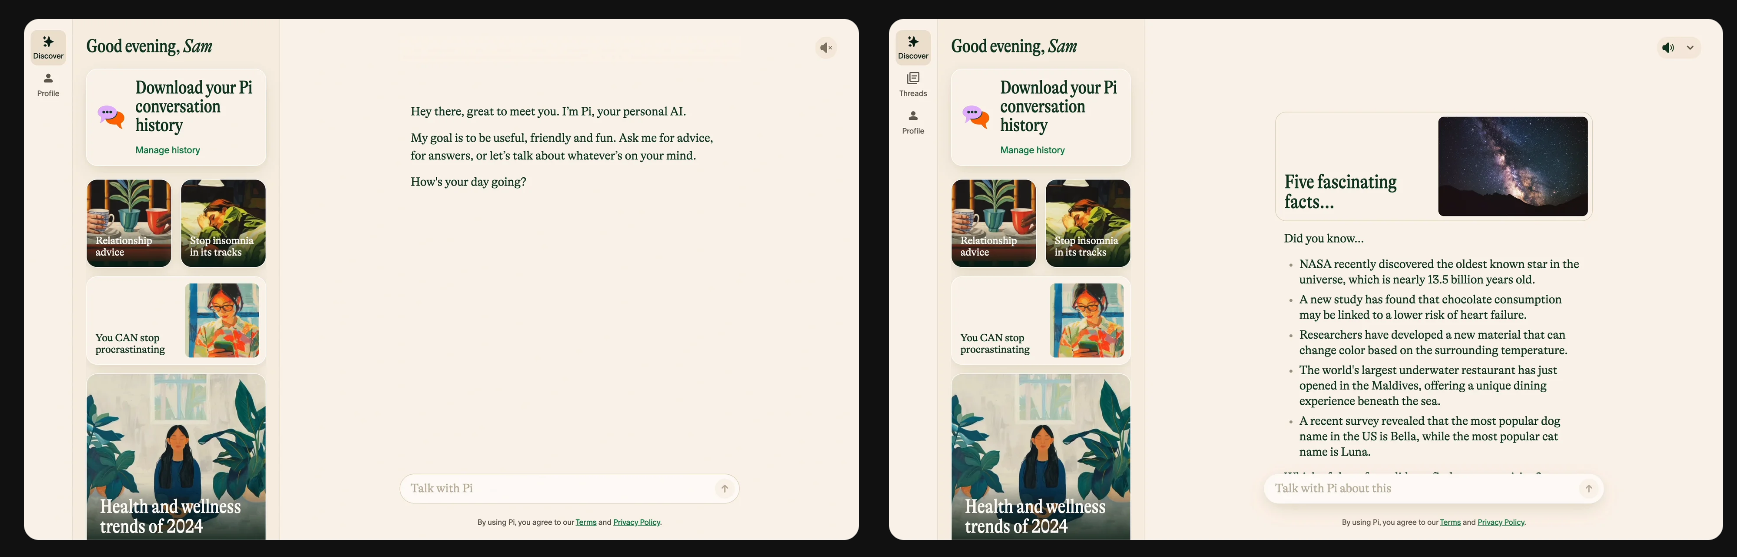 Discover
Profile
Good evening, Sam
Download your Pi
conversation
history
Manage history
Relationship
advice
Stop insomnia
in its tracks
You CAN stop
procrastinating
Health and wellness
trends of 2024
Hey there, great to meet you. I'm Pi, your personal AI.
My goal is to be useful, friendly and fun. Ask me for advice,
for answers, or let's talk about whatever's on your mind.
How's your day going?
Talk with Pi
By using Pi, you agree to our Terms and Privacy Policy.
Discover
Threads
Profile
Good evening, Sam
Download your Pi
conversation
history
Manage history
Relationship
advice
Stop insomnia
in its tracks
You CAN stop
procrastinating
Health and wellness
trends of 2024
Five fascinating
facts...
Did you know...
• NASA recently discovered the oldest known star in the
universe, which is nearly 13.5 billion years old.
• A new study has found that chocolate consumption
may be linked to a lower risk of heart failure.
• Researchers have developed a new material that can
change color based on the surrounding temperature.
• The world's largest underwater restaurant has just
opened in the Maldives, offering a unique dining
experience beneath the sea.
• A recent survey revealed that the most popular dog
name in the US is Bella, while the most popular cat
name is Luna.
Talk with Pi about this
By using Pi, you agree to our Terms and Privacy Policy.